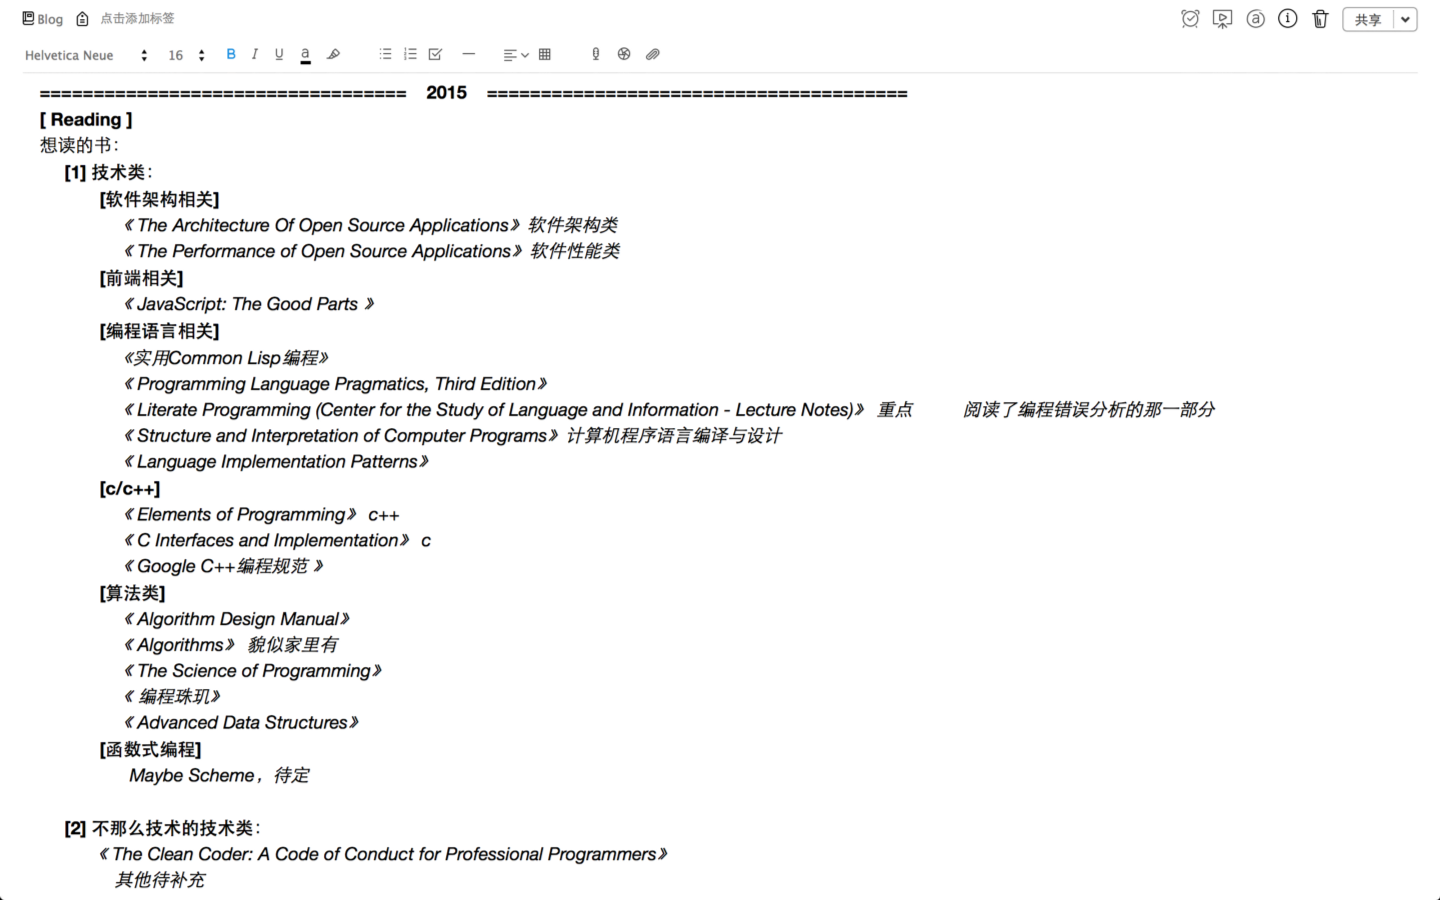 Blog 点击添加标签 共享
Helvetica Neue 16 B I U a
================================== 2015 =======================================
[ Reading ]
想读的书：
[1] 技术类：
[软件架构相关]
《 The Architecture Of Open Source Applications》 软件架构类
《 The Performance of Open Source Applications》 软件性能类
[前端相关]
《 JavaScript: The Good Parts 》
[编程语言相关]
《实用Common Lisp编程》
《 Programming Language Pragmatics, Third Edition》
《 Literate Programming (Center for the Study of Language and Information - Lecture Notes)》 重点 阅读了编程错误分析的那一部分
《 Structure and Interpretation of Computer Programs》 计算机程序语言编译与设计
《 Language Implementation Patterns》
[c/c++]
《 Elements of Programming》 c++
《 C Interfaces and Implementation》 c
《 Google C++编程规范 》
[算法类]
《 Algorithm Design Manual》
《 Algorithms》 貌似家里有
《 The Science of Programming》
《 编程珠玑》
《 Advanced Data Structures》
[函数式编程]
Maybe Scheme，待定
[2] 不那么技术的技术类：
《 The Clean Coder: A Code of Conduct for Professional Programmers》
其他待补充